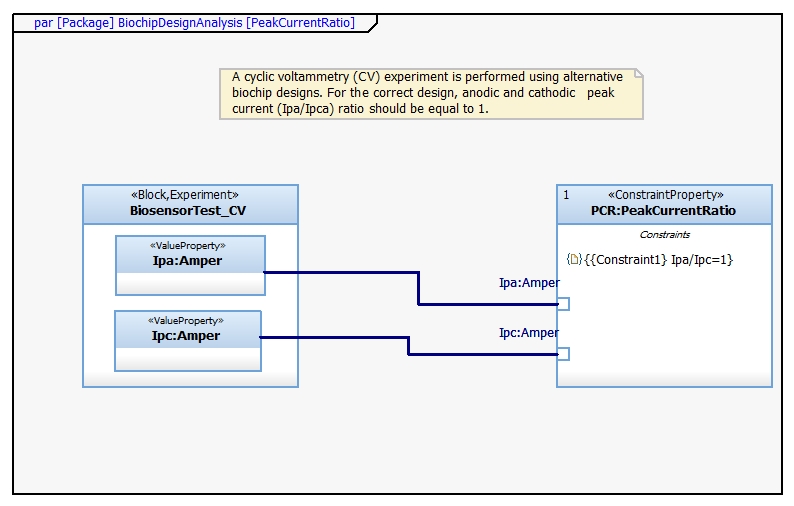 par [Package] BiochipDesignAnalysis [PeakCurrentRatio]
A cyclic voltammetry (CV) experiment is performed using alternative
biochip designs. For the correct design, anodic and cathodic peak
current (Ipa/Ipca) ratio should be equal to 1.
«Block,Experiment»
BiosensorTest_CV
«ValueProperty»
Ipa:Amper
«ValueProperty»
Ipc:Amper
Ipa:Amper
Ipc:Amper
1 «ConstraintProperty»
PCR:PeakCurrentRatio
Constraints
{}{{Constraint1} Ipa/Ipc=1}